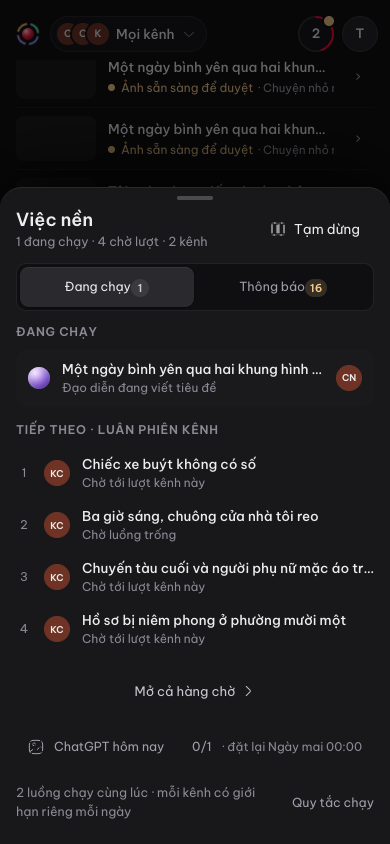 C C K Mọi kênh
2
T
Một ngày bình yên qua hai khun...
Ảnh sẵn sàng để duyệt · Chuyện nhỏ
Một ngày bình yên qua hai khun...
Ảnh sẵn sàng để duyệt · Chuyện nhỏ
Việc nền
1 đang chạy · 4 chờ lượt · 2 kênh
Tạm dừng
Đang chạy 1
Thông báo 16
ĐANG CHẠY
Một ngày bình yên qua hai khung hình ...
Đạo diễn đang viết tiêu đề
CN
TIẾP THEO · LUÂN PHIÊN KÊNH
1 KC Chiếc xe buýt không có số
Chờ tới lượt kênh này
2 KC Ba giờ sáng, chuông cửa nhà tôi reo
Chờ luồng trống
3 KC Chuyến tàu cuối và người phụ nữ mặc áo tr...
Chờ tới lượt kênh này
4 KC Hồ sơ bị niêm phong ở phường mười một
Chờ tới lượt kênh này
Mở cả hàng chờ
ChatGPT hôm nay 0/1 · đặt lại Ngày mai 00:00
2 luồng chạy cùng lúc · mỗi kênh có giới
hạn riêng mỗi ngày
Quy tắc chạy